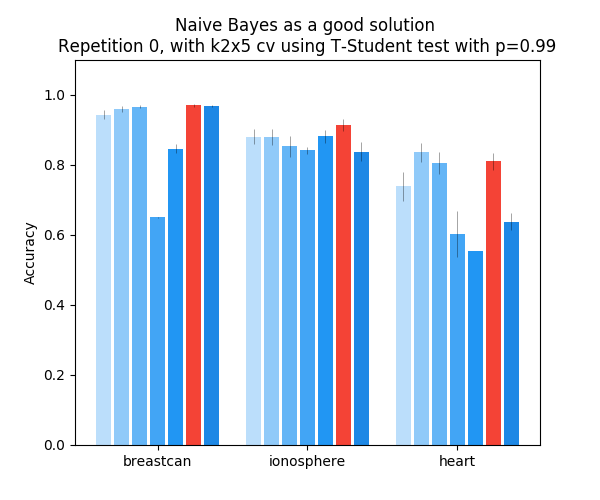 Naive Bayes as a good solution
Repetition 0, with k2x5 cv using T-Student test with p=0.99
1.0
0.8
0.6
0.4
0.2
0.0
Accuracy
breastcan
ionosphere
heart